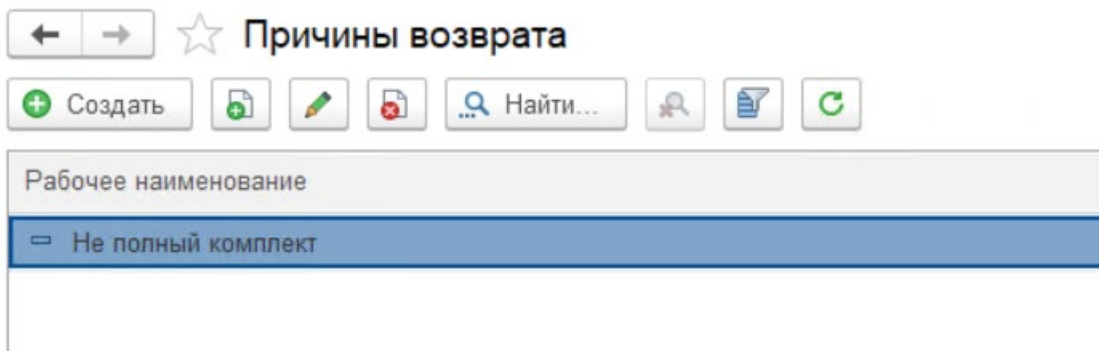 Причины возврата
Создать Найти...
Рабочее наименование
Не полный комплект